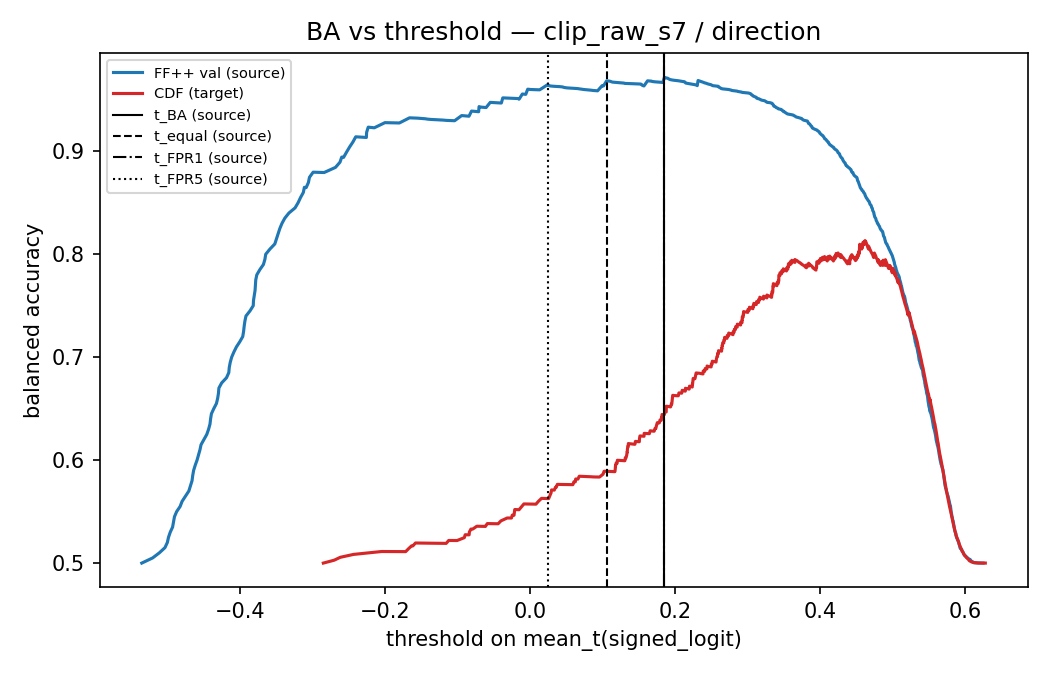 BA vs threshold — clip_raw_s7 / direction
FF++ val (source)
CDF (target)
t_BA (source)
t_equal (source)
t_FPR1 (source)
t_FPR5 (source)
balanced accuracy
0.9
0.8
0.7
0.6
0.5
−0.4 −0.2 0.0 0.2 0.4 0.6
threshold on mean_t(signed_logit)